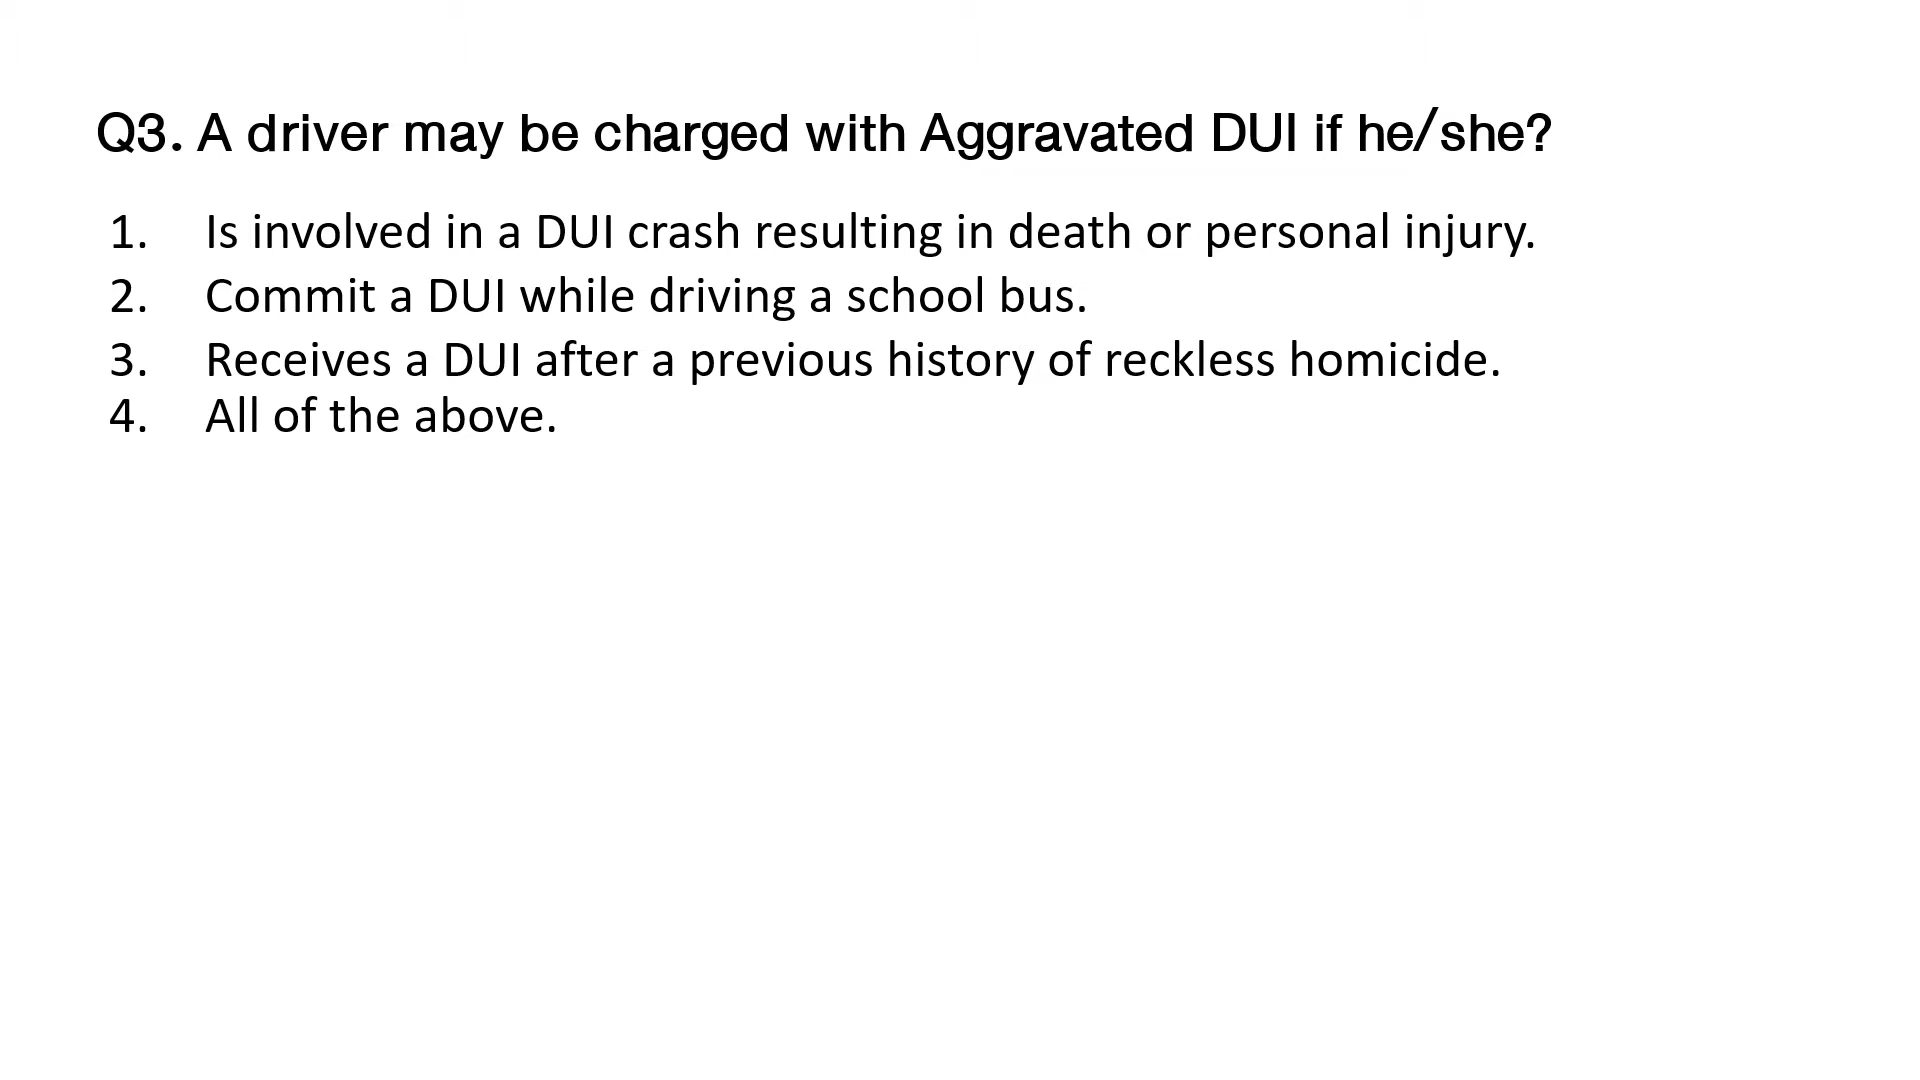 Q3. A driver may be charged with Aggravated DUI if he/she?
1. Is involved in a DUI crash resulting in death or personal injury.
2. Commit a DUI while driving a school bus.
3. Receives a DUI after a previous history of reckless homicide.
4. All of the above.